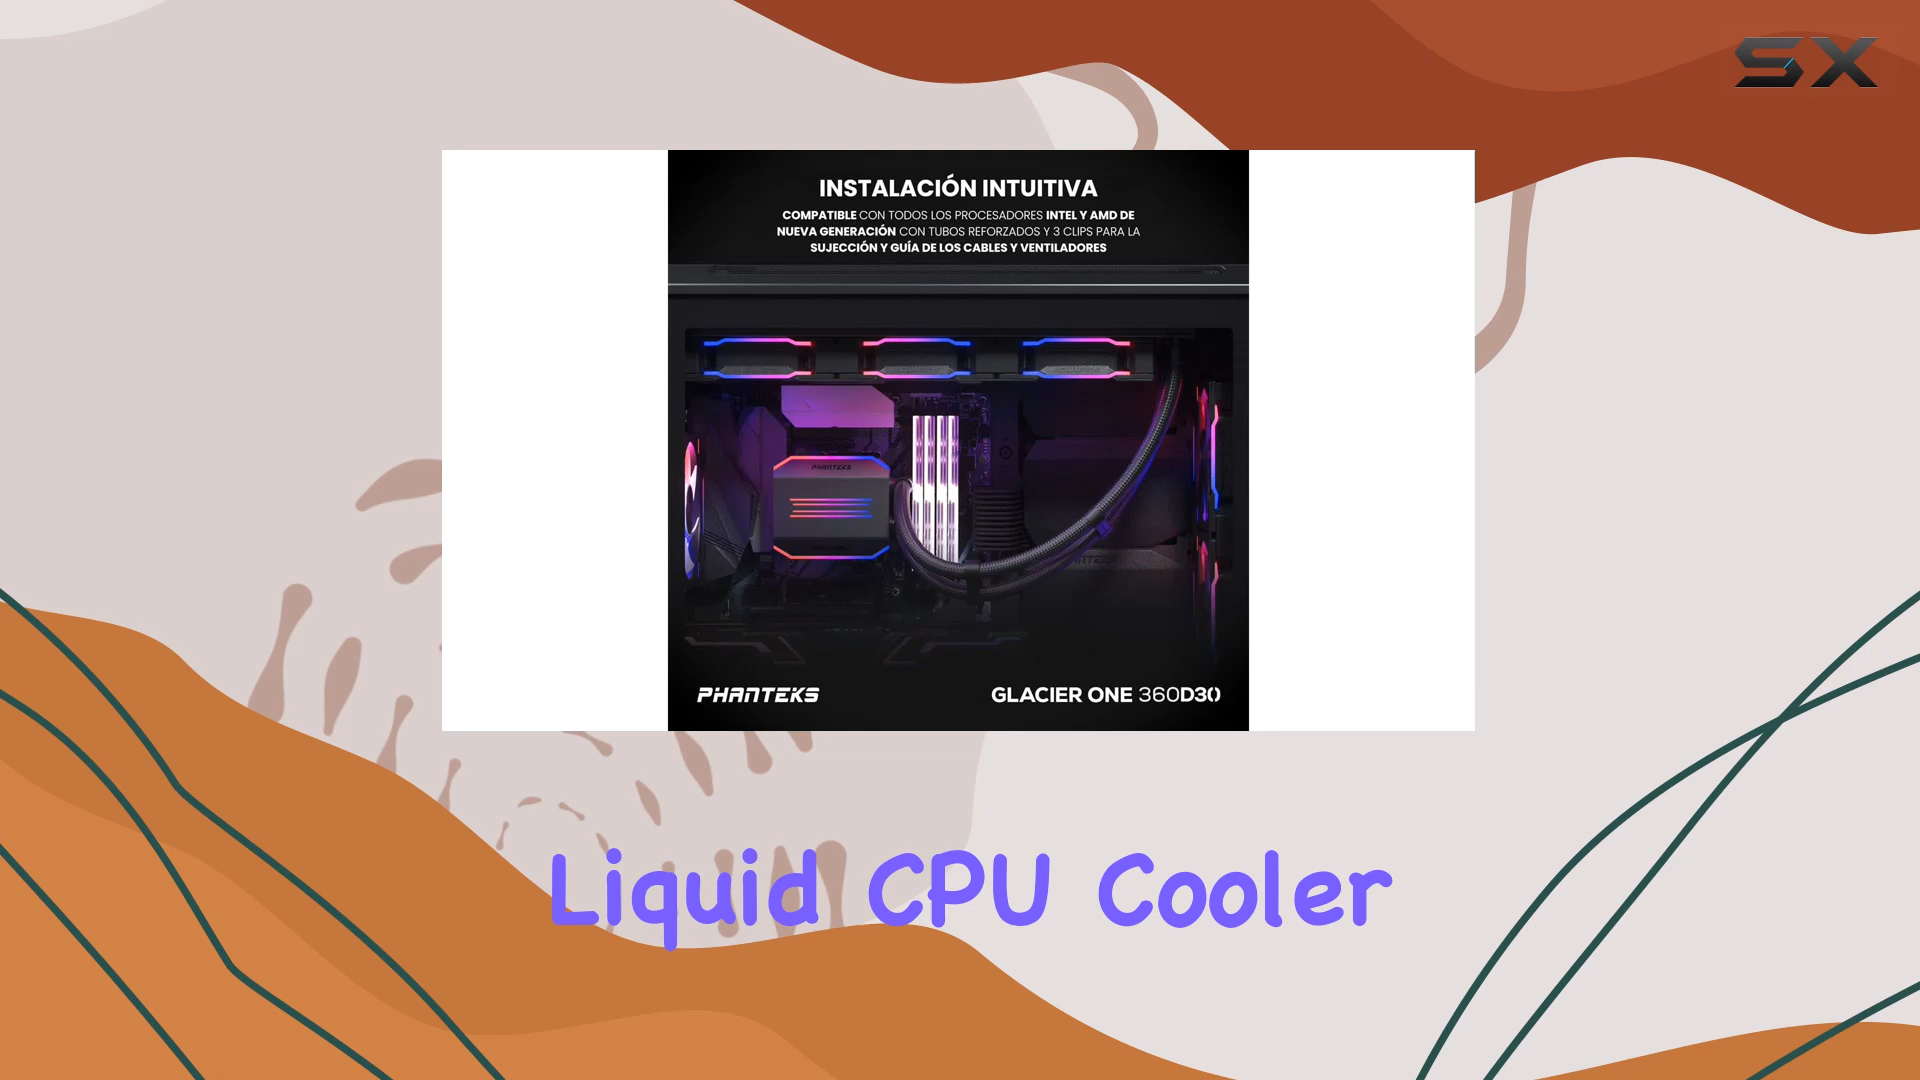 SX
INSTALACIÓN INTUITIVA
COMPATIBLE CON TODOS LOS PROCESADORES INTEL Y AMD DE
NUEVA GENERACIÓN CON TUBOS REFORZADOS Y 3 CLIPS PARA LA
SUJECCIÓN Y GUÍA DE LOS CABLES Y VENTILADORES
PHANTEKS
PHANTEKS
PHANTEKS GLACIER ONE 360D30
Liquid CPU Cooler